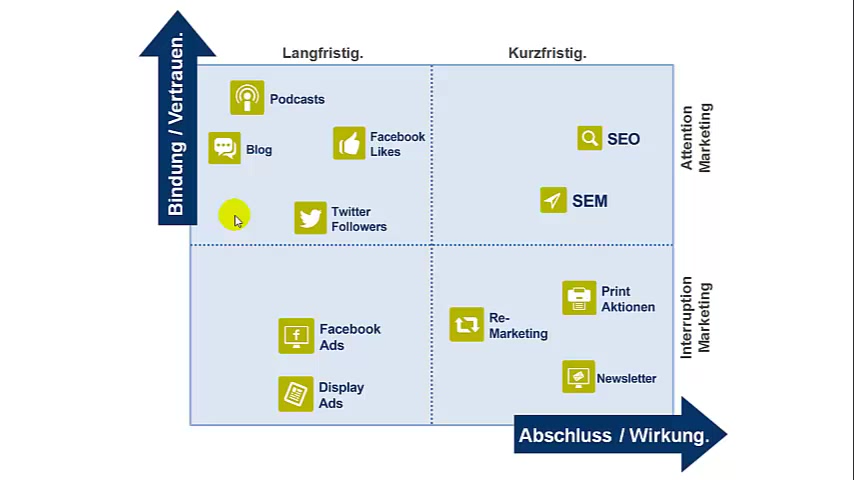 Bindung / Vertrauen.
Langfristig.
Kurzfristig.
Podcasts
Blog
Facebook
Likes
Twitter
Followers
SEO
SEM
Attention
Marketing
Facebook
Ads
Display
Ads
Re-
Marketing
Print
Aktionen
Newsletter
Interruption
Marketing
Abschluss / Wirkung.